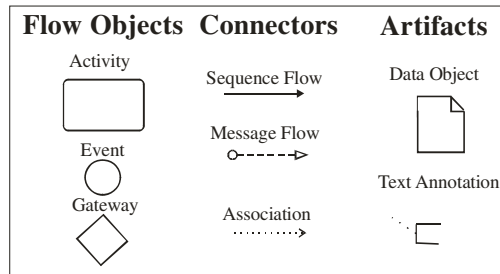 Flow Objects
Activity
Event
Gateway
Connectors
Sequence Flow
Message Flow
Association
Artifacts
Data Object
Text Annotation